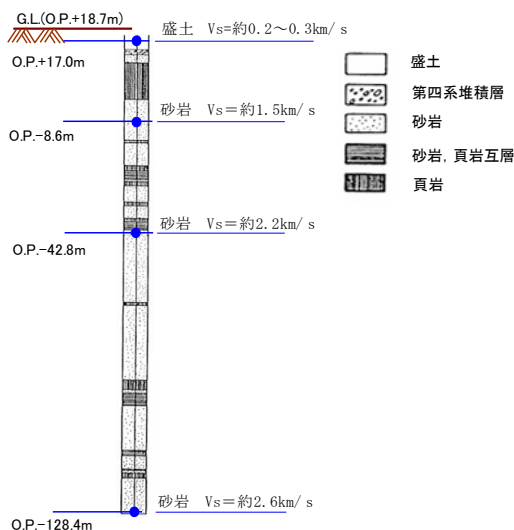 G.L.(O.P.+18.7m)
盛土 Vs=約0.2～0.3km/s
O.P.+17.0m
砂岩 Vs＝約1.5km/s
O.P.-8.6m
砂岩 Vs＝約2.2km/s
O.P.-42.8m
砂岩 Vs＝約2.6km/s
O.P.-128.4m
盛土
第四系堆積層
砂岩
砂岩，頁岩互層
頁岩